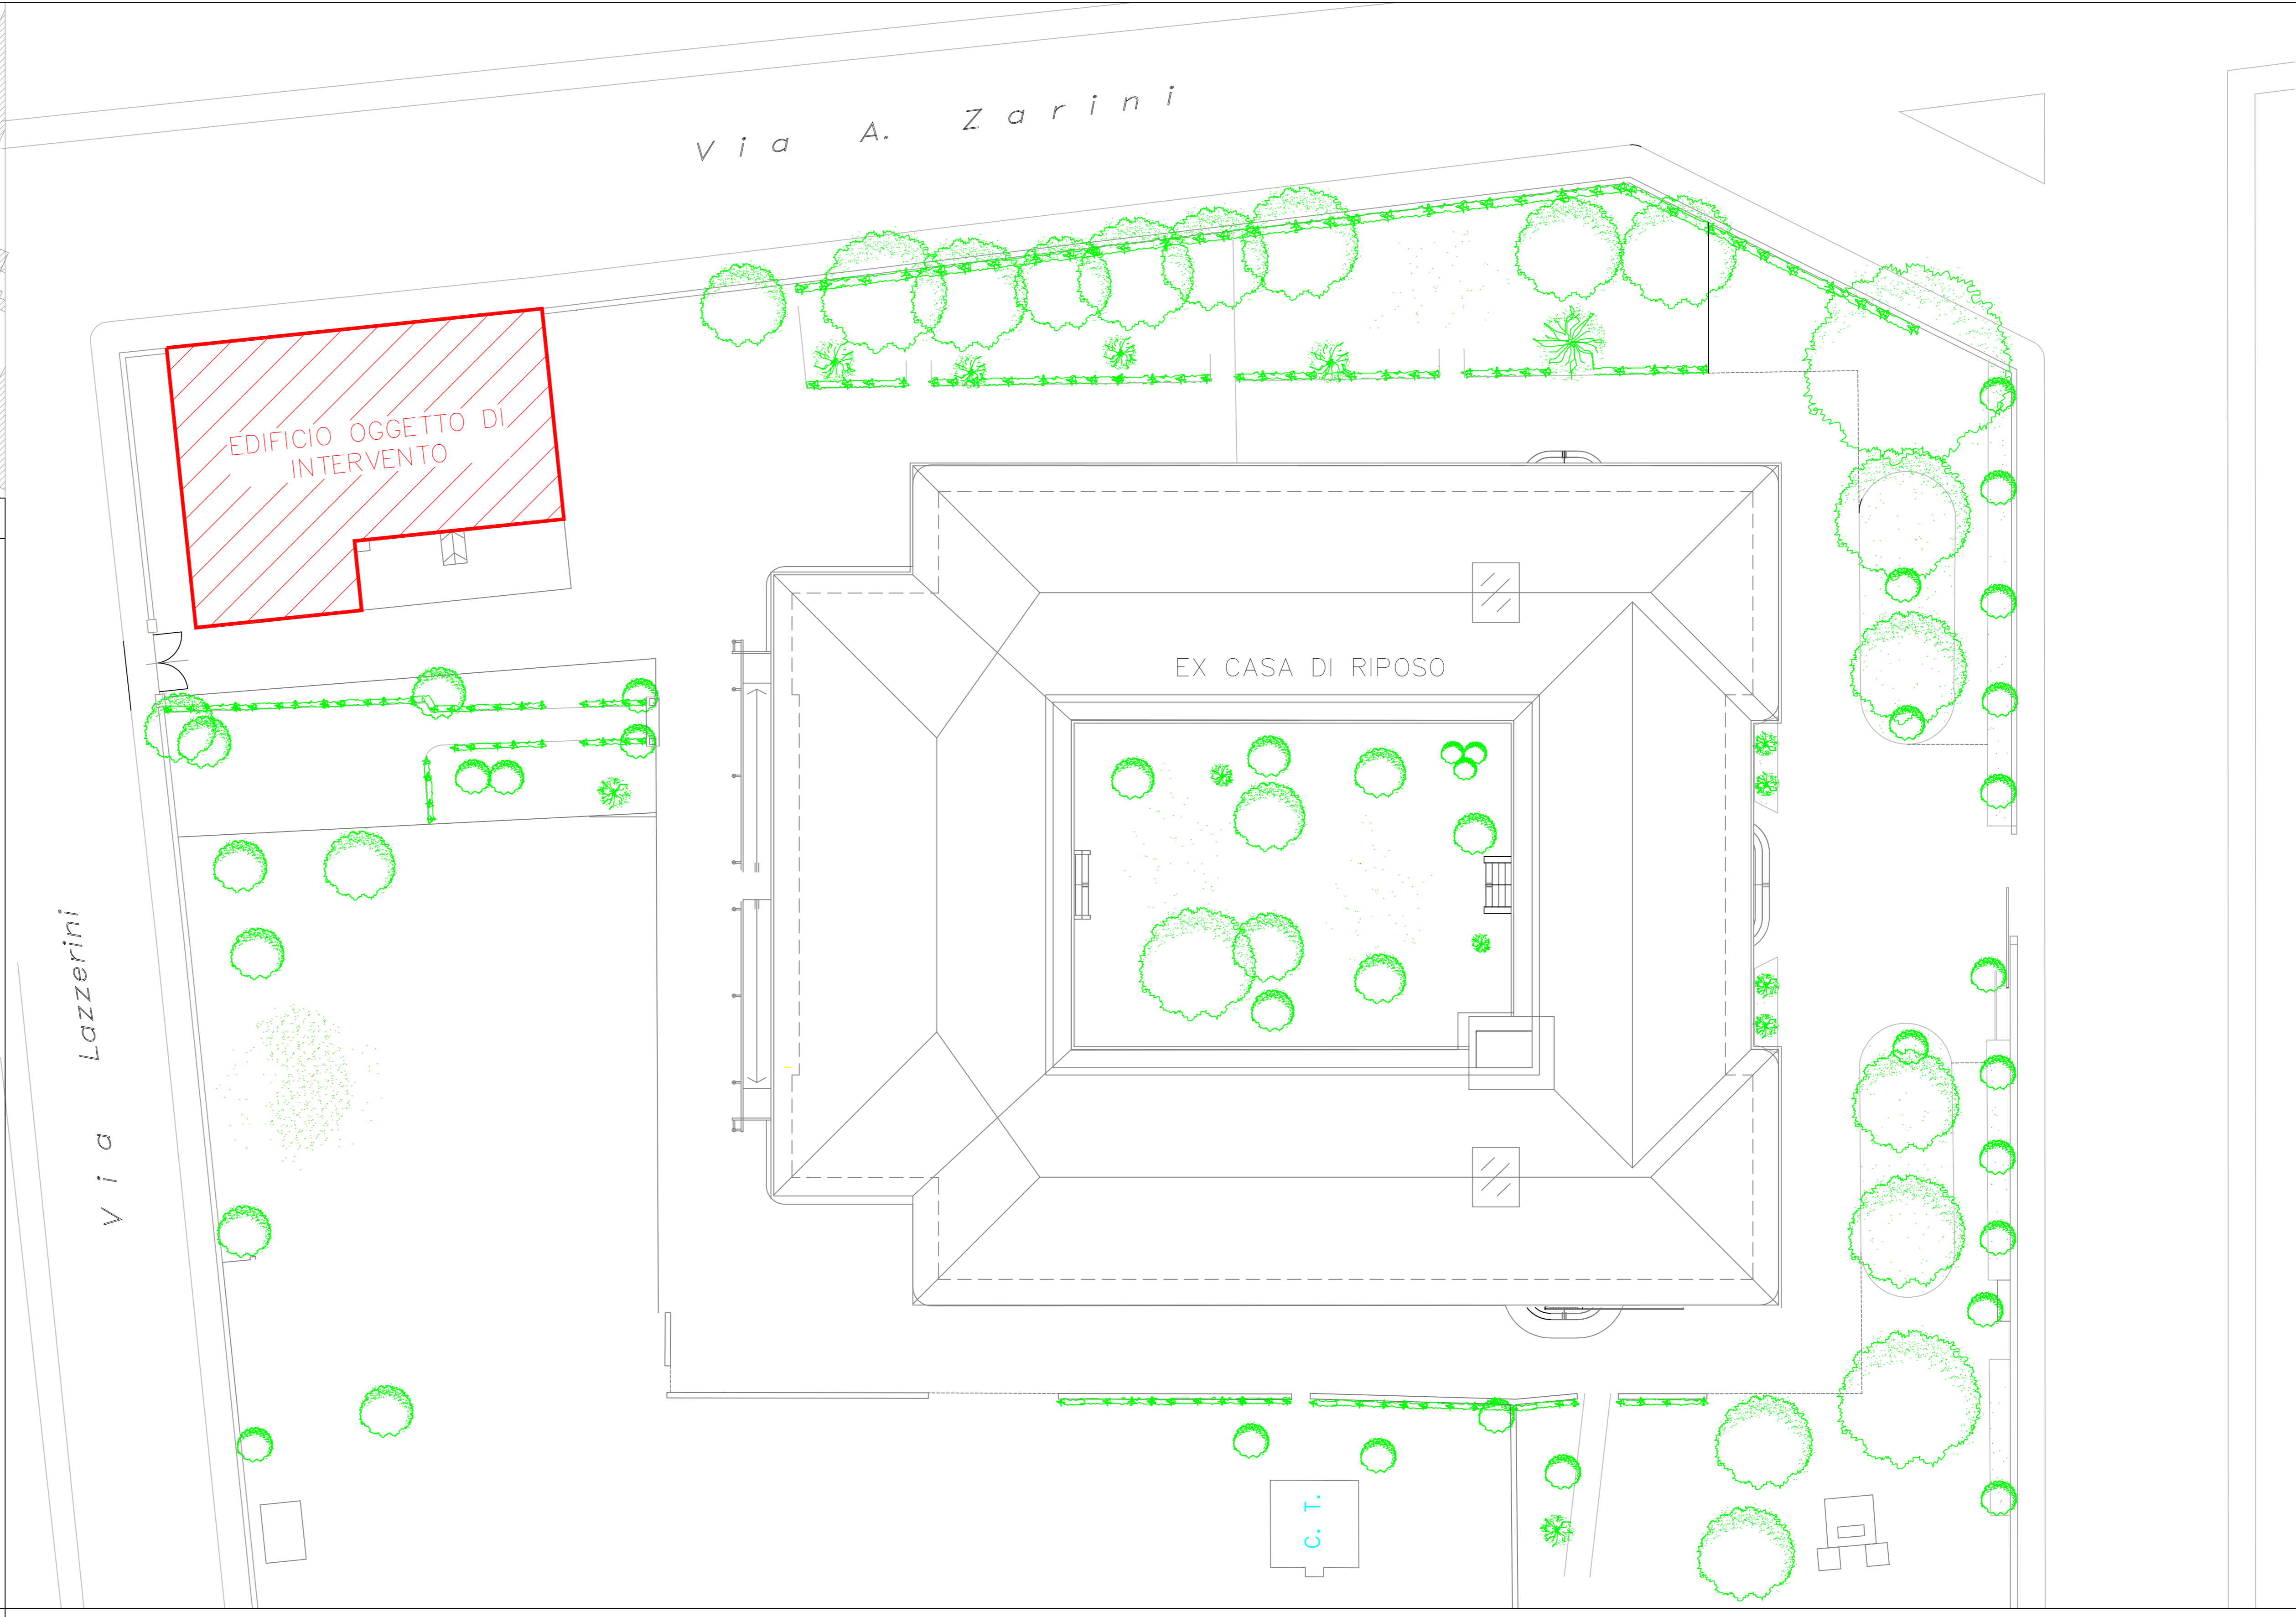 Via A. Zarini
EDIFICIO OGGETTO DI
INTERVENTO
EX CASA DI RIPOSO
Via Lazzerini
C. T.